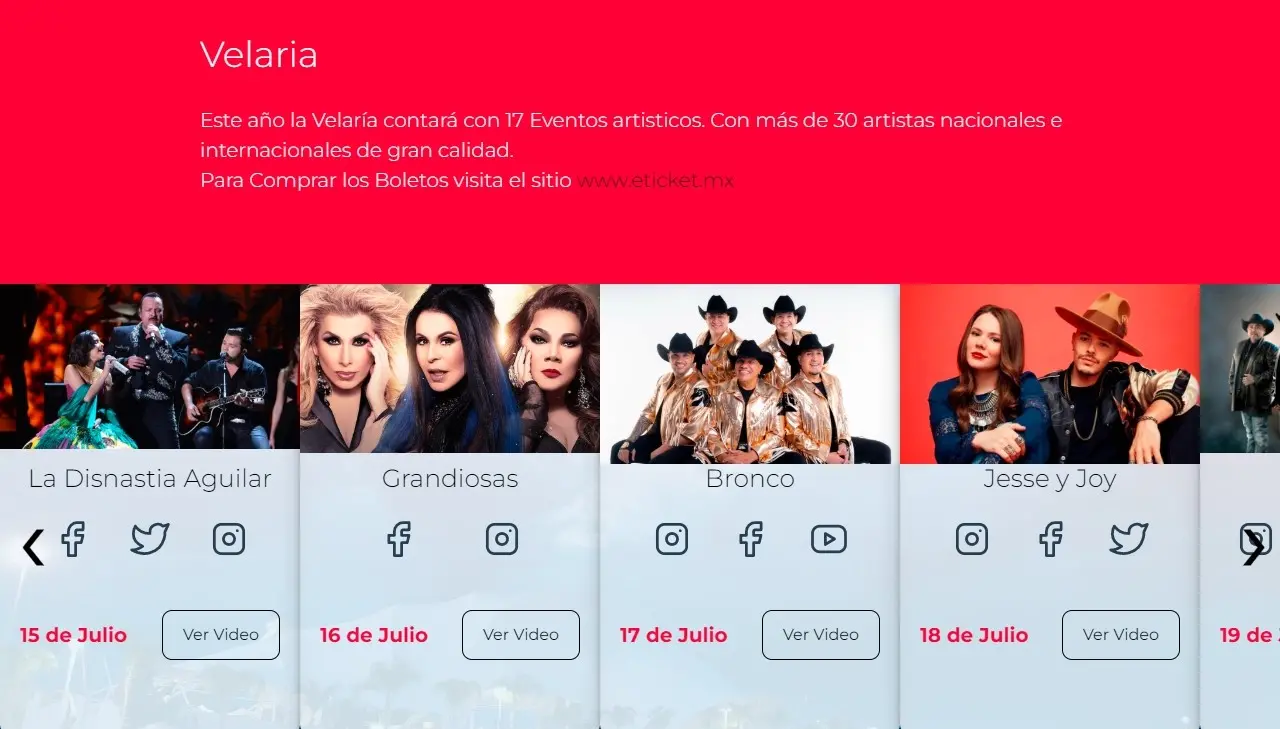 Velaria
Este año la Velaría contará con 17 Eventos artisticos. Con más de 30 artistas nacionales e
internacionales de gran calidad.
Para Comprar los Boletos visita el sitio www.eticket.mx
La Disnastia Aguilar
Grandiosas
Bronco
Jesse y Joy
15 de Julio
Ver Video
16 de Julio
Ver Video
17 de Julio
Ver Video
18 de Julio
Ver Video
19 de